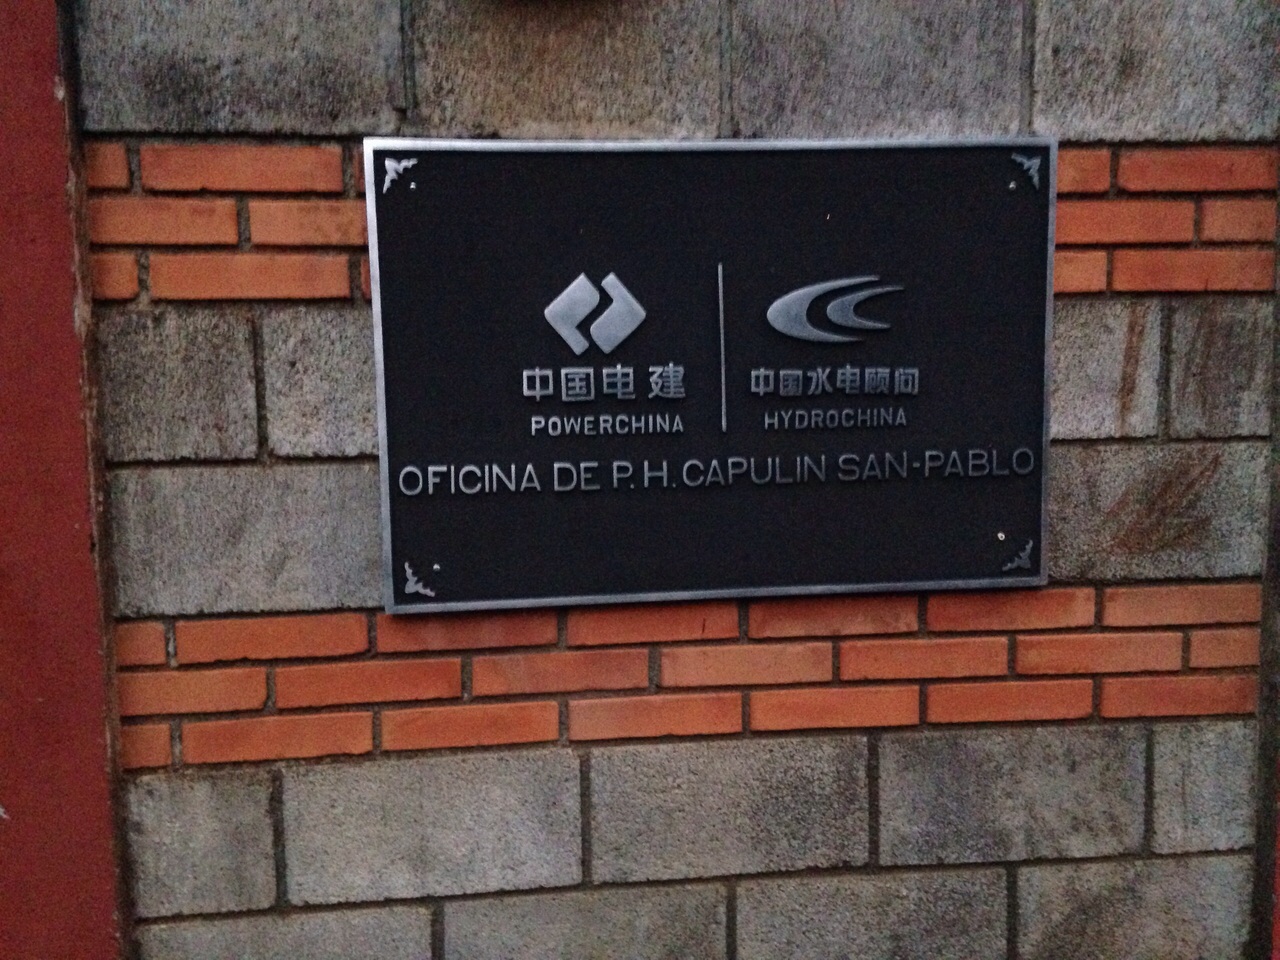 中国电建
POWERCHINA
中国水电顾问
HYDROCHINA
OFICINA DE P.H.CAPULIN SAN-PABLO